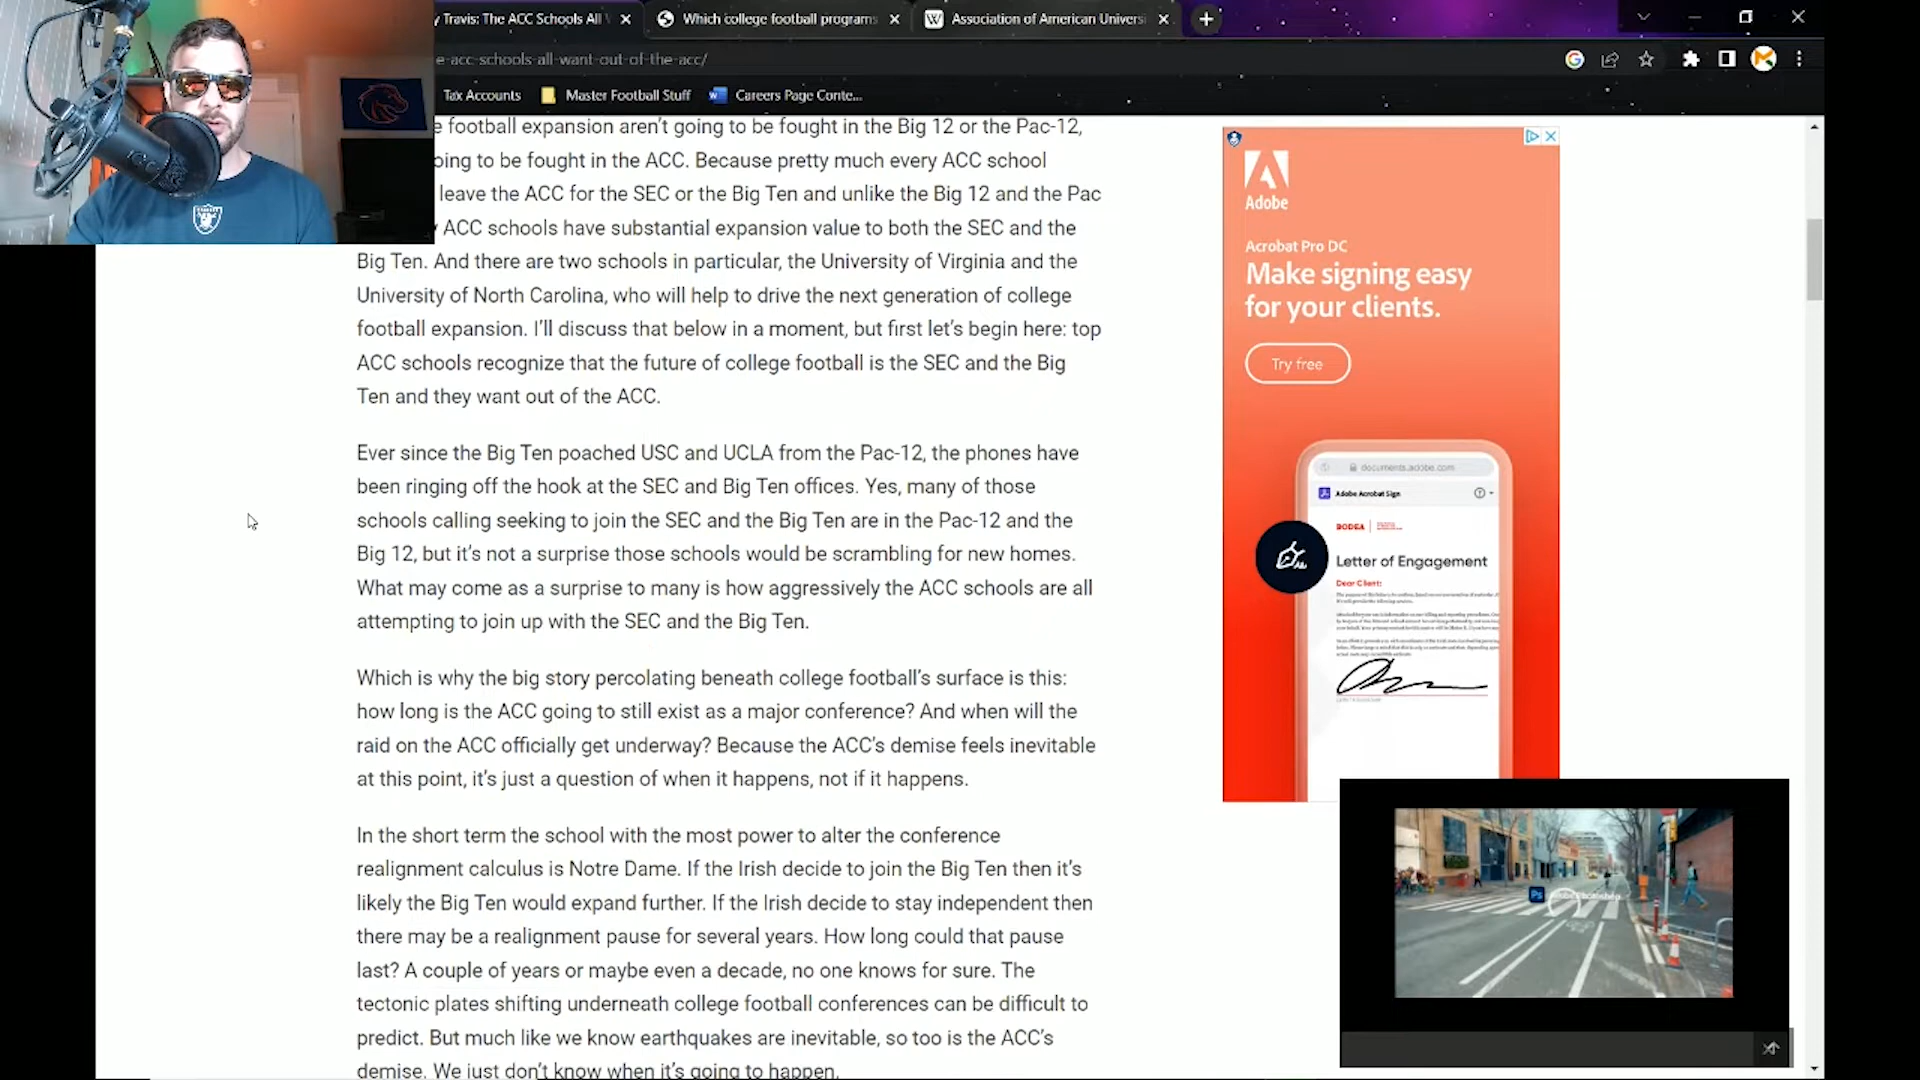 y Travis: The ACC Schools All
Which college football programs
Association of American Universi
e-acc-schools-all-want-out-of-the-acc/
Tax Accounts
Master Football Stuff
Careers Page Conte...
e football expansion aren't going to be fought in the Big 12 or the Pac-12,
oing to be fought in the ACC. Because pretty much every ACC school
leave the ACC for the SEC or the Big Ten and unlike the Big 12 and the Pac
y ACC schools have substantial expansion value to both the SEC and the
Big Ten. And there are two schools in particular, the University of Virginia and the
University of North Carolina, who will help to drive the next generation of college
football expansion. I'll discuss that below in a moment, but first let's begin here: top
ACC schools recognize that the future of college football is the SEC and the Big
Ten and they want out of the ACC.
Ever since the Big Ten poached USC and UCLA from the Pac-12, the phones have
been ringing off the hook at the SEC and Big Ten offices. Yes, many of those
schools calling seeking to join the SEC and the Big Ten are in the Pac-12 and the
Big 12, but it's not a surprise those schools would be scrambling for new homes.
What may come as a surprise to many is how aggressively the ACC schools are all
attempting to join up with the SEC and the Big Ten.
Which is why the big story percolating beneath college football's surface is this:
how long is the ACC going to still exist as a major conference? And when will the
raid on the ACC officially get underway? Because the ACC's demise feels inevitable
at this point, it's just a question of when it happens, not if it happens.
In the short term the school with the most power to alter the conference
realignment calculus is Notre Dame. If the Irish decide to join the Big Ten then it's
likely the Big Ten would expand further. If the Irish decide to stay independent then
there may be a realignment pause for several years. How long could that pause
last? A couple of years or maybe even a decade, no one knows for sure. The
tectonic plates shifting underneath college football conferences can be difficult to
predict. But much like we know earthquakes are inevitable, so too is the ACC's
demise. We just don't know when it's going to happen.
Adobe
Acrobat Pro DC
Make signing easy
for your clients.
Try free
documents.adobe.com
Adobe Acrobat Sign
BODEA
Letter of Engagement
Dear Client:
Ps